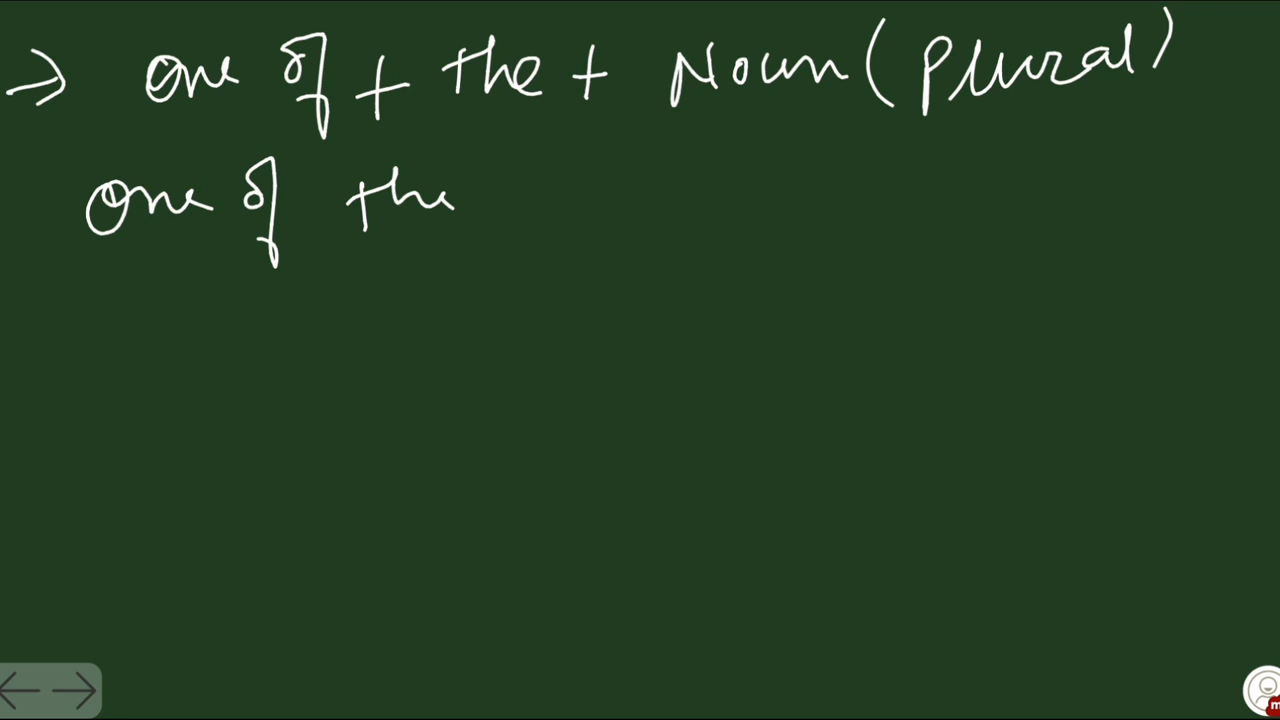 → One of + the + Noun (Plural)
One of the